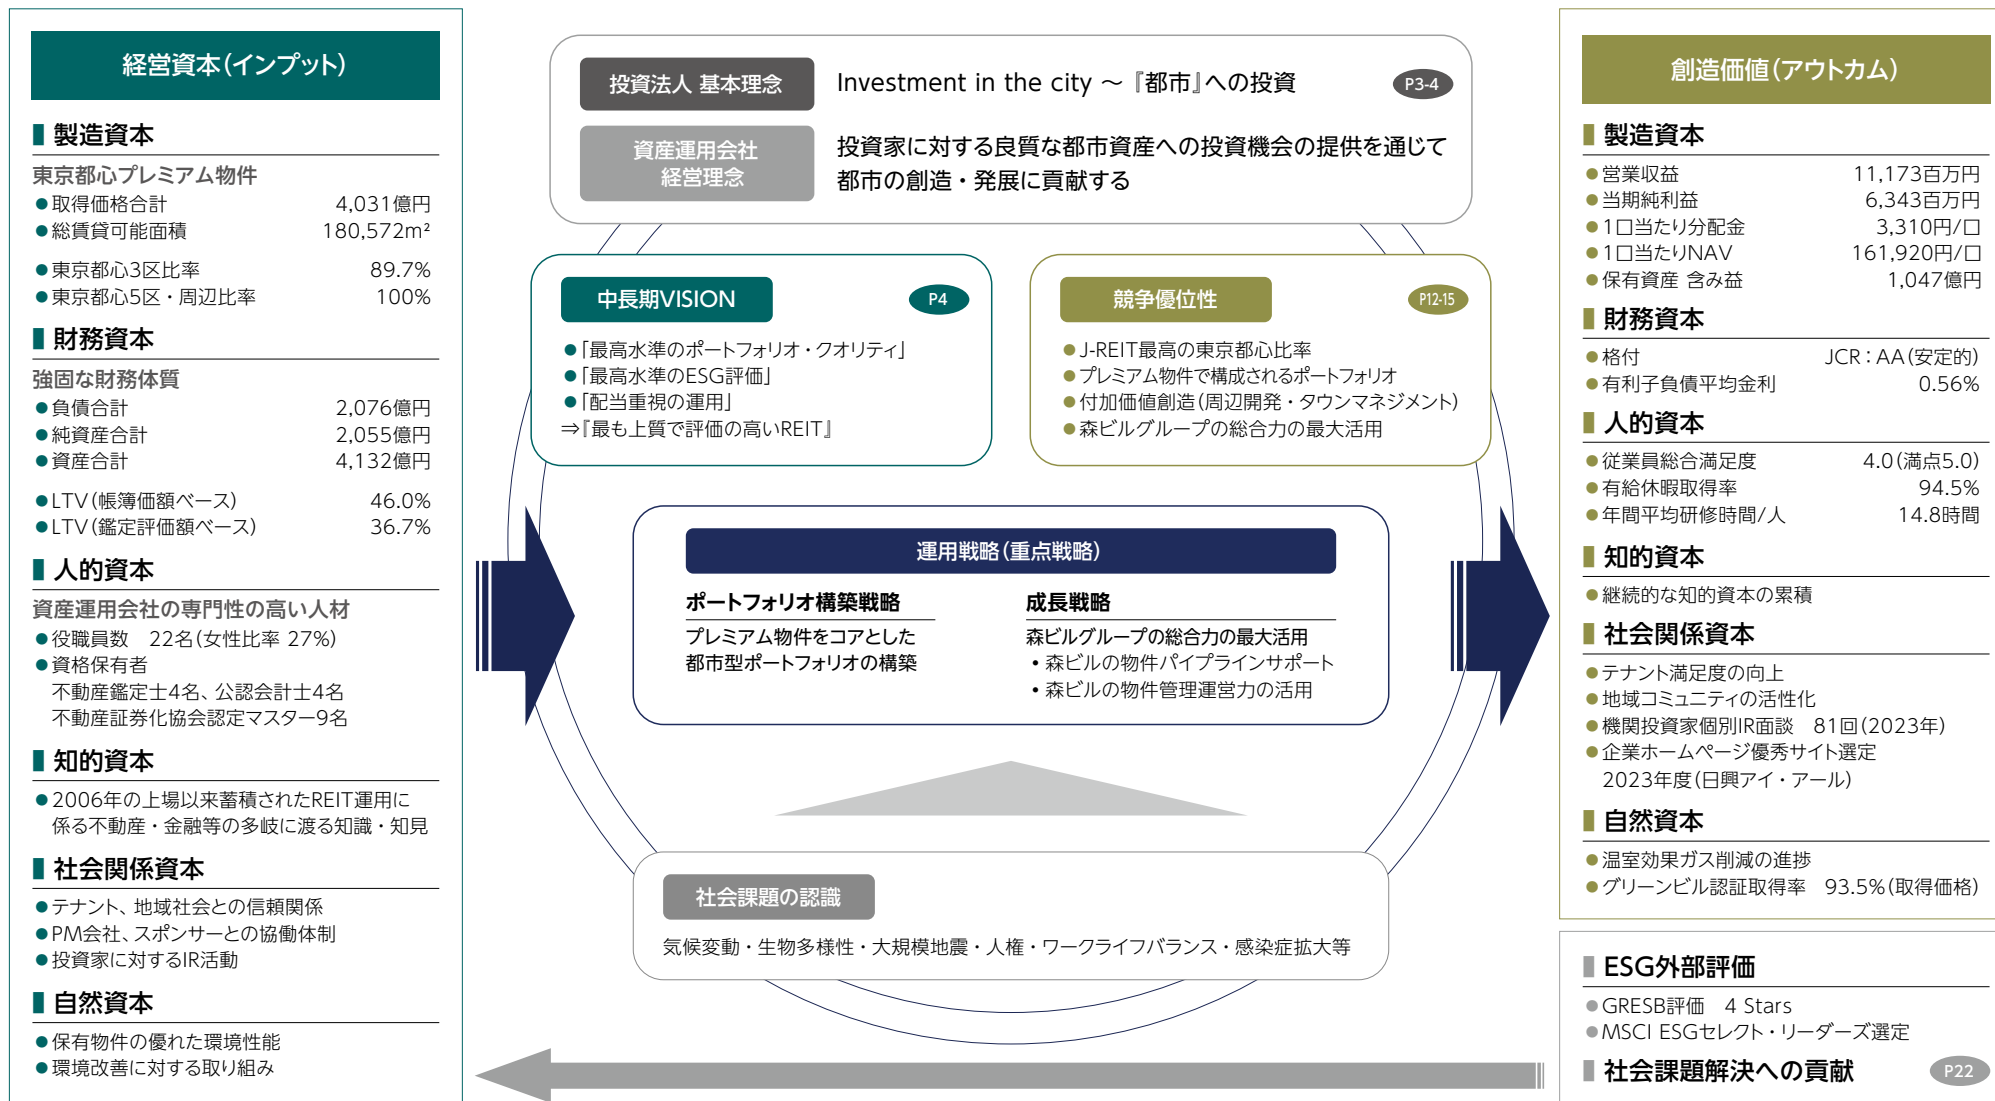 経営資本(インプット)
製造資本
東京都心プレミアム物件
●取得価格合計 4,031億円
●総賃貸可能面積 180,572m²
●東京都心3区比率 89.7%
●東京都心5区・周辺比率 100%
財務資本
強固な財務体質
●負債合計 2,076億円
●純資産合計 2,055億円
●資産合計 4,132億円
●LTV(帳簿価額ベース) 46.0%
●LTV(鑑定評価額ベース) 36.7%
人的資本
資産運用会社の専門性の高い人材
●役職員数 22名(女性比率 27%)
●資格保有者
不動産鑑定士4名、公認会計士4名
不動産証券化協会認定マスター9名
知的資本
●2006年の上場以来蓄積されたREIT運用に
係る不動産・金融等の多岐に渡る知識・知見
社会関係資本
●テナント、地域社会との信頼関係
●PM会社、スポンサーとの協働体制
●投資家に対するIR活動
自然資本
●保有物件の優れた環境性能
●環境改善に対する取り組み
投資法人 基本理念 Investment in the city ～『都市』への投資 P3-4
資産運用会社
経営理念
投資家に対する良質な都市資産への投資機会の提供を通じて
都市の創造・発展に貢献する
中長期VISION P4
●「最高水準のポートフォリオ・クオリティ」
●「最高水準のESG評価」
●「配当重視の運用」
⇒『最も上質で評価の高いREIT』
競争優位性 P12-15
●J-REIT最高の東京都心比率
●プレミアム物件で構成されるポートフォリオ
●付加価値創造(周辺開発・タウンマネジメント)
●森ビルグループの総合力の最大活用
運用戦略(重点戦略)
ポートフォリオ構築戦略
プレミアム物件をコアとした
都市型ポートフォリオの構築
成長戦略
森ビルグループの総合力の最大活用
・森ビルの物件パイプラインサポート
・森ビルの物件管理運営力の活用
社会課題の認識
気候変動・生物多様性・大規模地震・人権・ワークライフバランス・感染症拡大等
創造価値(アウトカム)
製造資本
●営業収益 11,173百万円
●当期純利益 6,343百万円
●1口当たり分配金 3,310円/口
●1口当たりNAV 161,920円/口
●保有資産 含み益 1,047億円
財務資本
●格付 JCR：AA(安定的)
●有利子負債平均金利 0.56%
人的資本
●従業員総合満足度 4.0(満点5.0)
●有給休暇取得率 94.5%
●年間平均研修時間/人 14.8時間
知的資本
●継続的な知的資本の累積
社会関係資本
●テナント満足度の向上
●地域コミュニティの活性化
●機関投資家個別IR面談 81回(2023年)
●企業ホームページ優秀サイト選定
2023年度(日興アイ・アール)
自然資本
●温室効果ガス削減の進捗
●グリーンビル認証取得率 93.5%(取得価格)
ESG外部評価
●GRESB評価 4 Stars
●MSCI ESGセレクト・リーダーズ選定
社会課題解決への貢献 P22